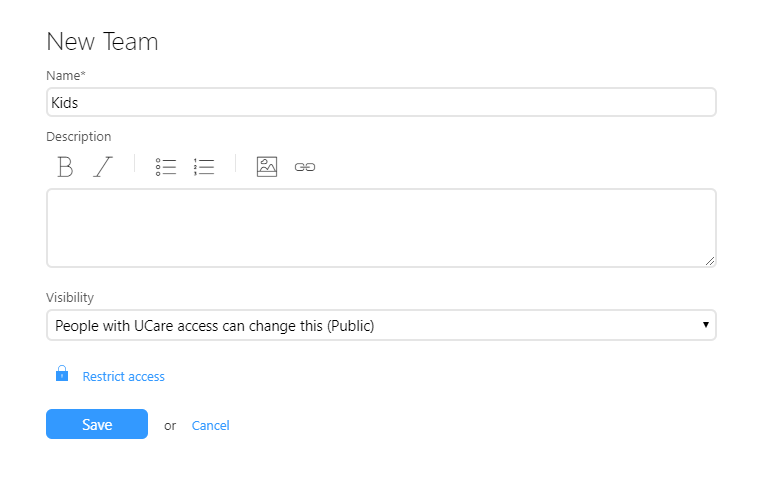 New Team
Name*
Kids
Description
Visibility
People with UCare access can change this (Public)
Restrict access
Save or Cancel